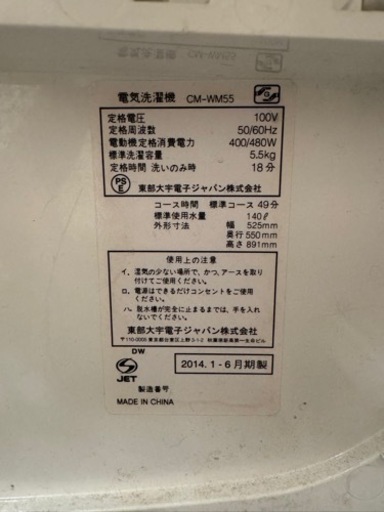 電気洗濯機 CM-WM55
定格電圧 100V
定格周波数 50/60Hz
電動機定格消費電力 400/480W
標準洗濯容量 5.5kg
定格時間 洗いのみ時 18分
PSE 東部大宇電子ジャパン株式会社
コース時間 標準コース 49分
標準使用水量 140ℓ
外形寸法 幅 525mm
奥行 550mm
高さ 891mm
使用上の注意
イ. 湿気の少ない場所で、かつ、アースを取り
付けてご使用ください。
ロ. 電源はできるだけコンセントをご使用くだ
さい。
ハ. 脱水槽が完全に止まるまでは、手を入れ
ないでください。
東部大宇電子ジャパン株式会社
DW
JET
2014. 1 - 6 月期製
製造番号
MADE IN CHINA